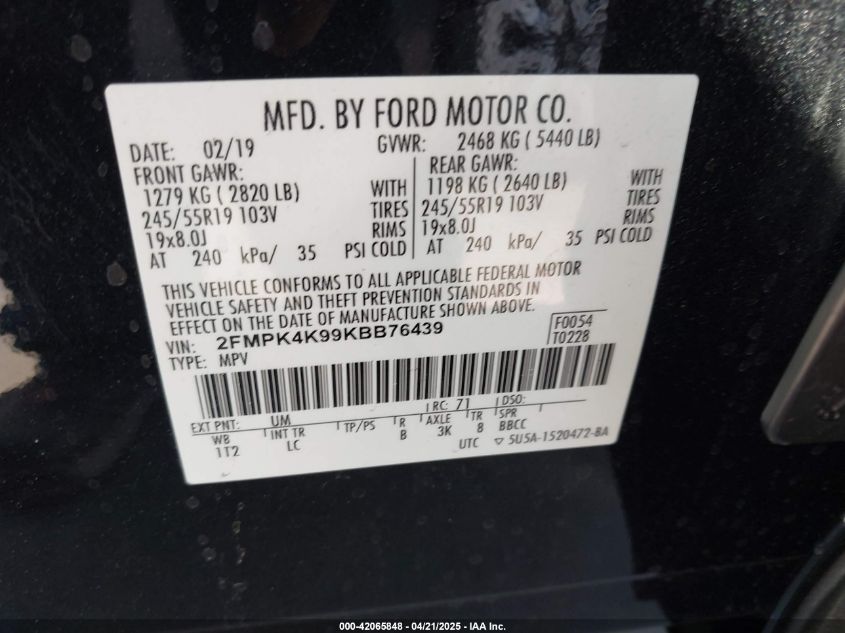 MFD. BY FORD MOTOR CO.
DATE: 02/19 GVWR: 2468 KG ( 5440 LB)
FRONT GAWR: REAR GAWR:
1279 KG ( 2820 LB) WITH 1198 KG ( 2640 LB) WITH
245/55R19 103V TIRES 245/55R19 103V TIRES
19x8.0J RIMS 19x8.0J RIMS
AT 240 kPa/ 35 PSI COLD AT 240 kPa/ 35 PSI COLD
THIS VEHICLE CONFORMS TO ALL APPLICABLE FEDERAL MOTOR
VEHICLE SAFETY AND THEFT PREVENTION STANDARDS IN
EFFECT ON THE DATE OF MANUFACTURE SHOWN ABOVE.
VIN: 2FMPK4K99KBB76439 F0054
TYPE: MPV T0228
EXT PNT: UM RC: 71 DSO:
WB INT TR TP/PS R AXLE TR SPR
1T2 LC B 3K 8 BBCC
UTC ▽ 5U5A-1520472-BA
000-42065848 - 04/21/2025 - IAA Inc.